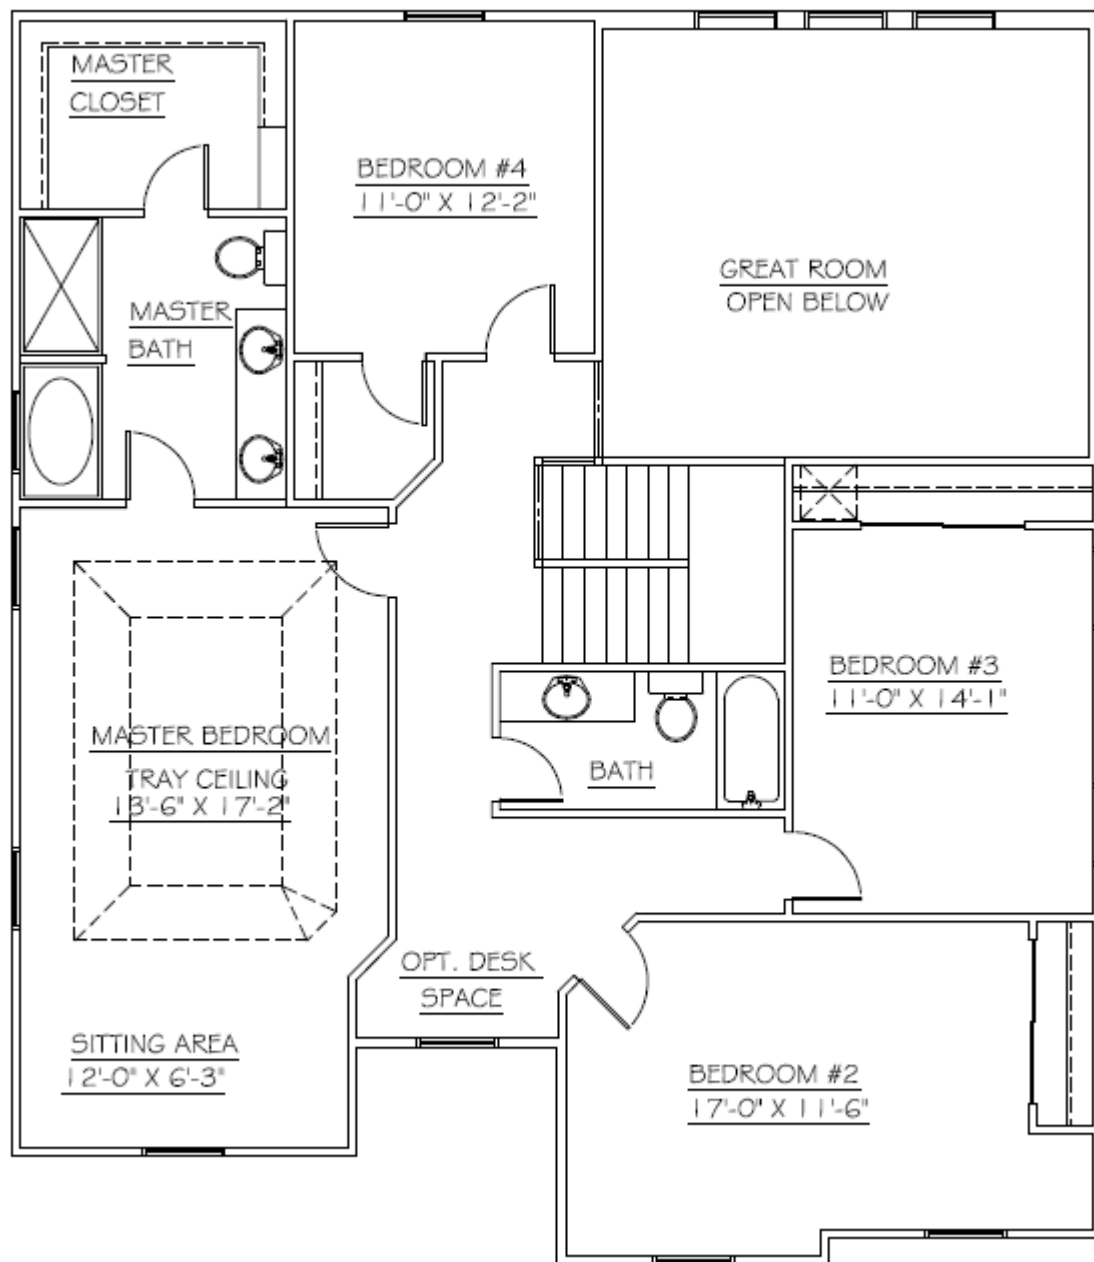 MASTER
CLOSET
BEDROOM #4
11'-0" X 12'-2"
GREAT ROOM
OPEN BELOW
MASTER
BATH
BEDROOM #3
11'-0" X 14'-1"
MASTER BEDROOM
TRAY CEILING
13'-6" X 17'-2"
BATH
OPT. DESK
SPACE
SITTING AREA
12'-0" X 6'-3"
BEDROOM #2
17'-0" X 11'-6"